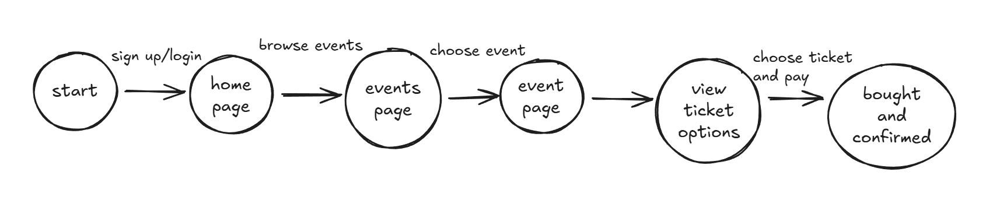 start
sign up/login
home
page
browse events
events
page
choose event
event
page
view
ticket
options
choose ticket
and pay
bought
and
confirmed